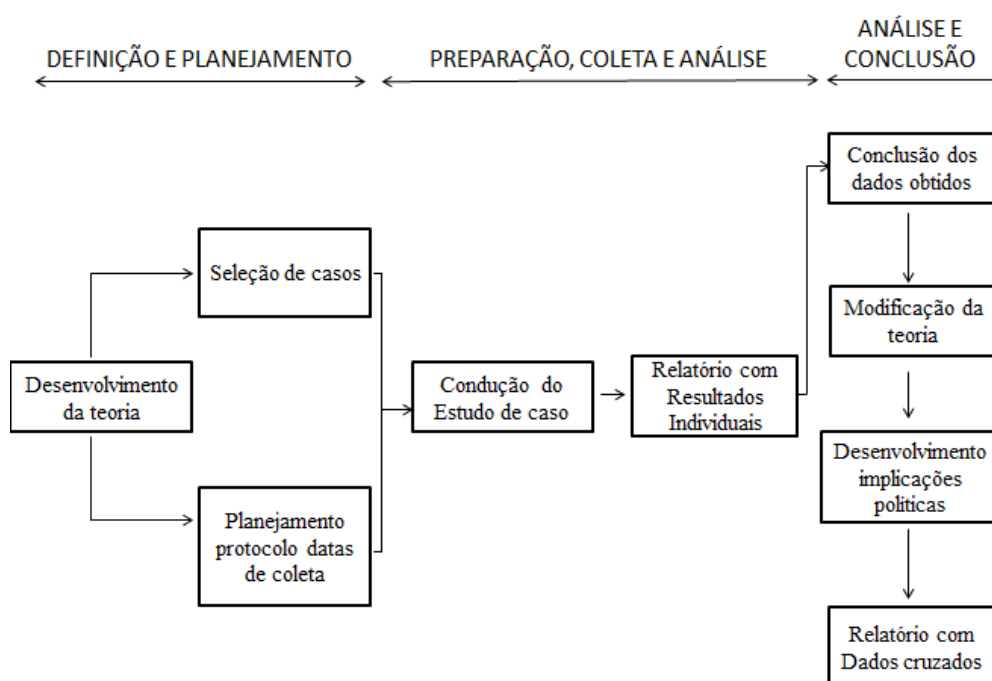 DEFINIÇÃO E PLANEJAMENTO
PREPARAÇÃO, COLETA E ANÁLISE
ANÁLISE E
CONCLUSÃO
Desenvolvimento
da teoria
Seleção de casos
Planejamento
protocolo datas
de coleta
Condução do
Estudo de caso
Relatório com
Resultados
Individuais
Conclusão dos
dados obtidos
Modificação da
teoria
Desenvolvimento
implicações
políticas
Relatório com
Dados cruzados